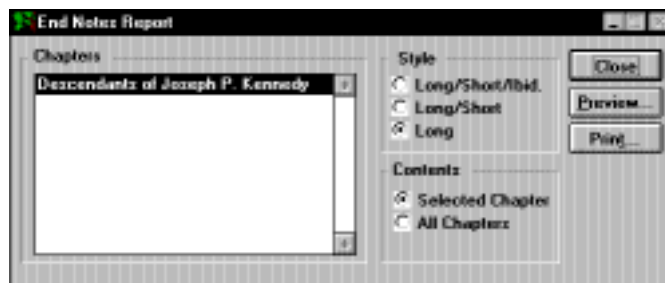 End Notes Report
Chapters
Descendants of Joseph P. Kennedy
Style
Long/Short/Ibid.
Long/Short
Long
Contents
Selected Chapter
All Chapters
Close
Preview...
Print...